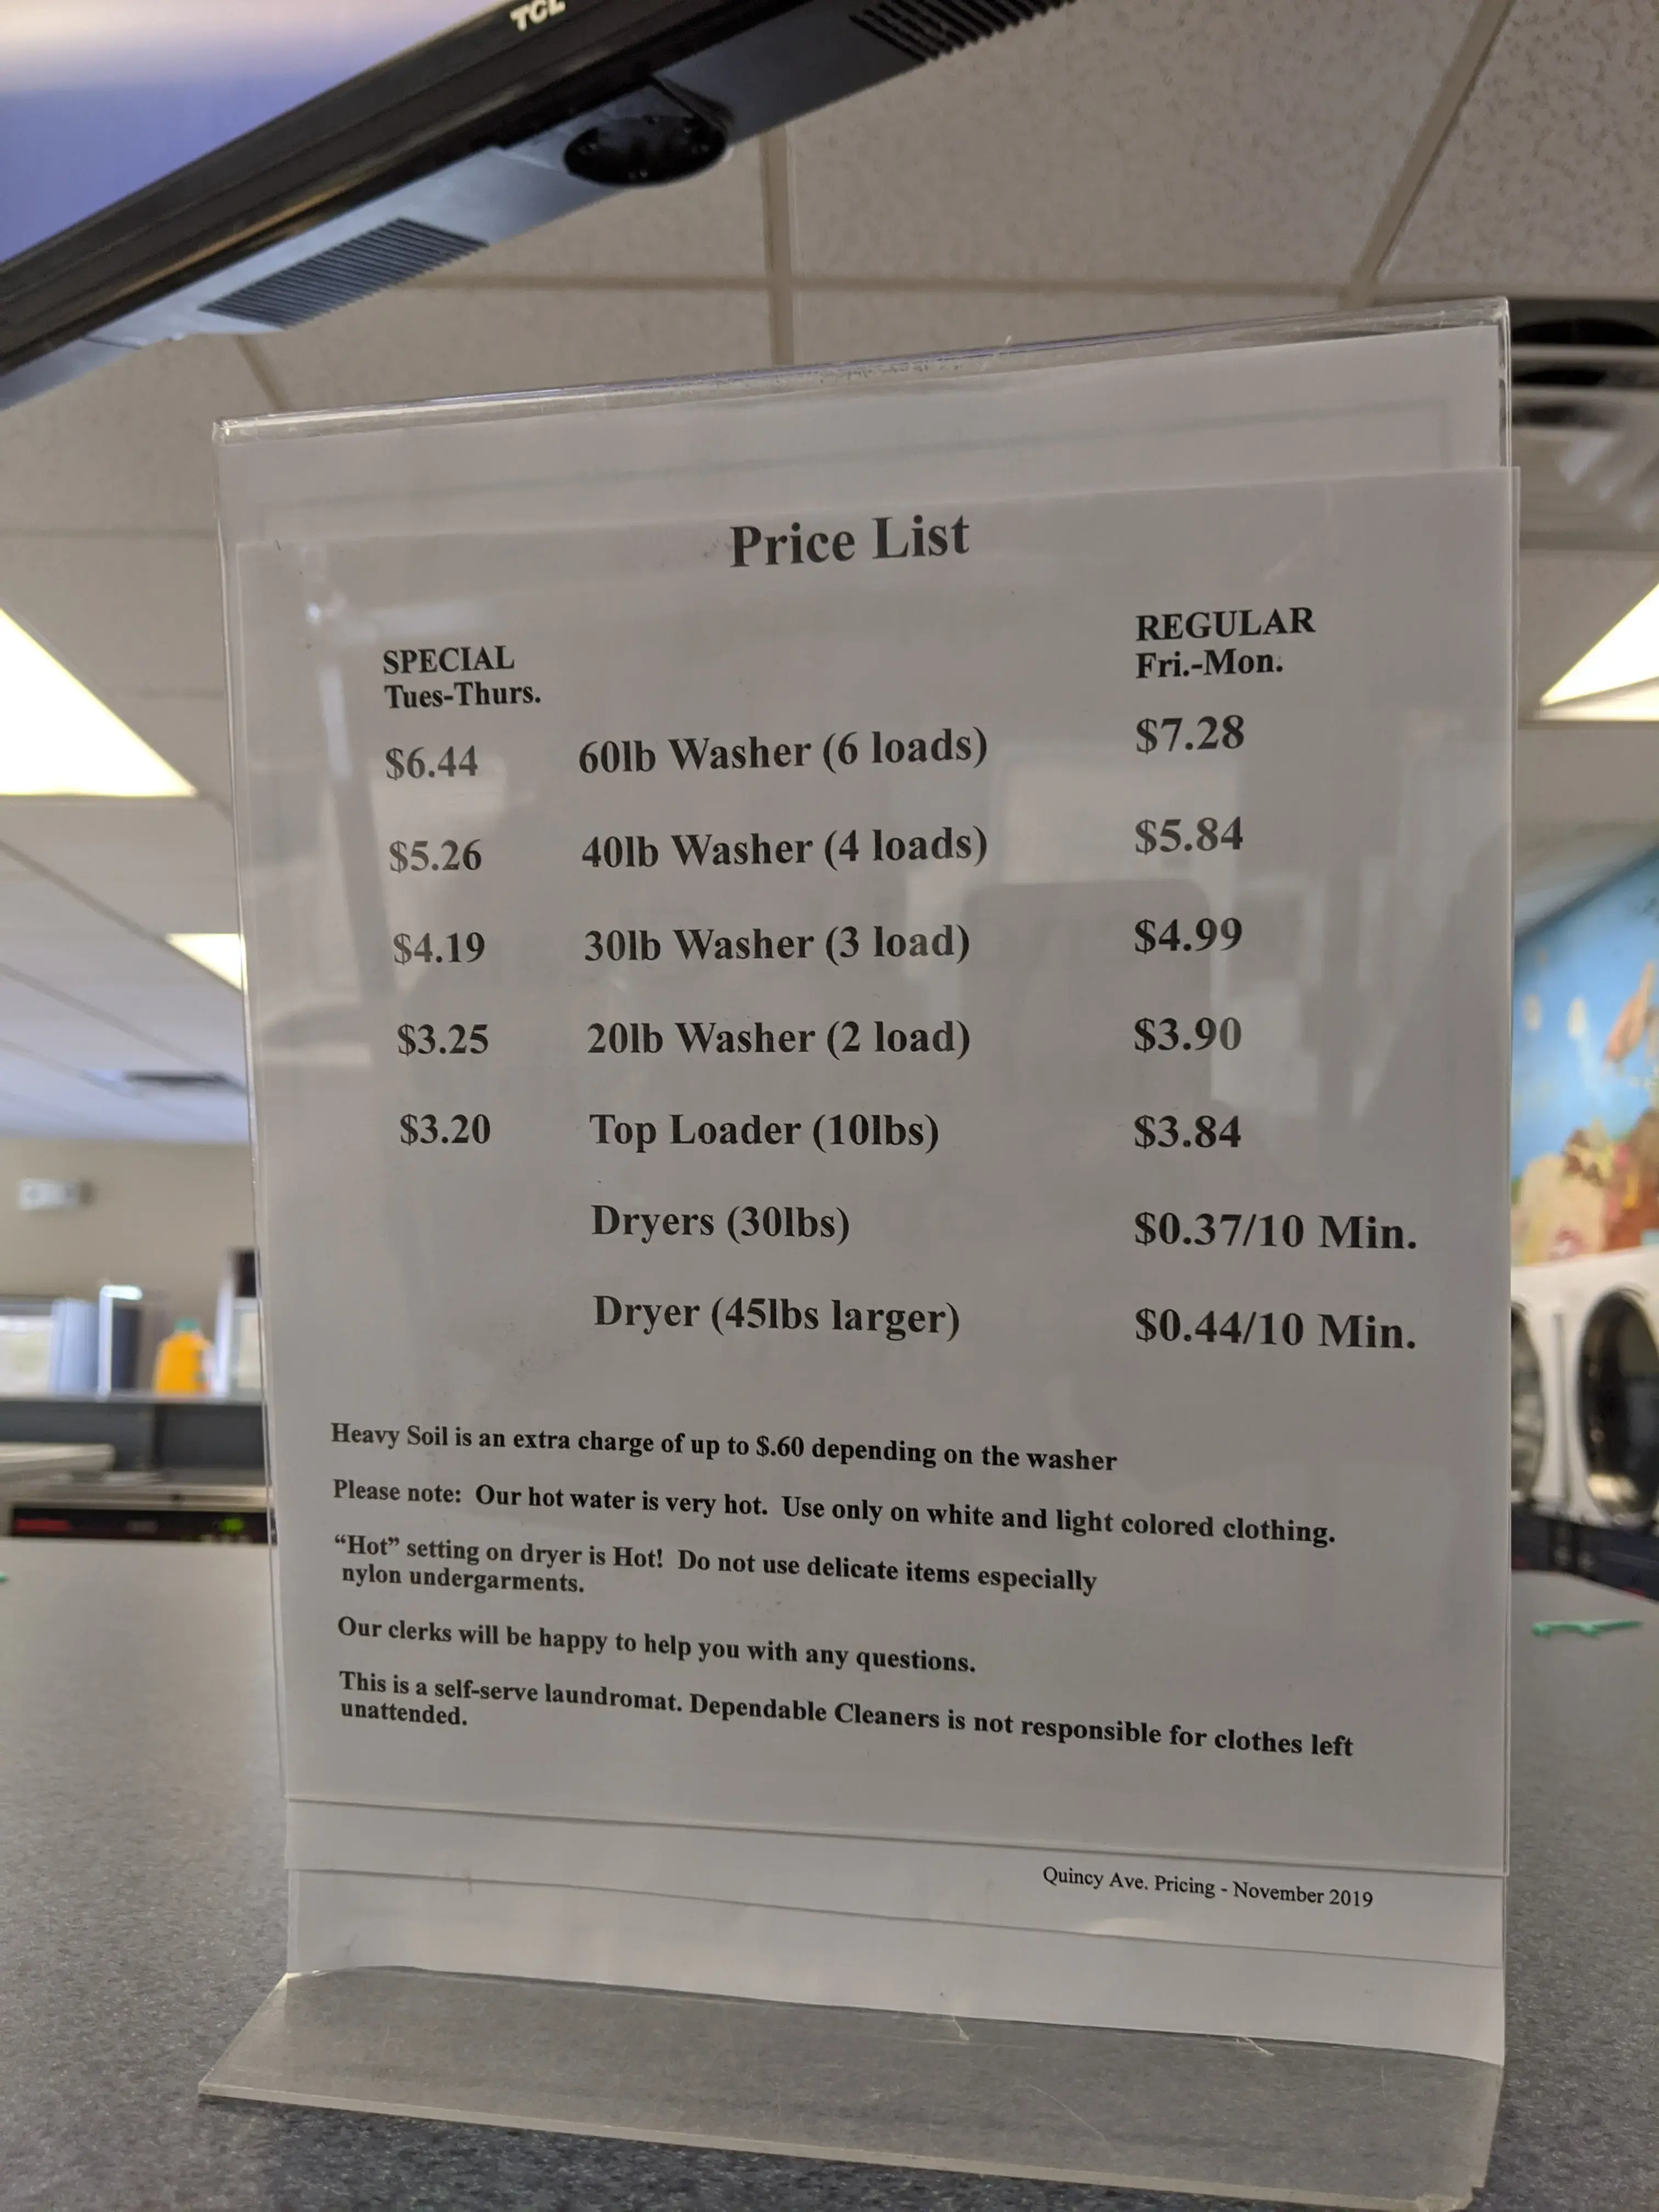 TCL
Price List
SPECIAL
Tues-Thurs.
REGULAR
Fri.-Mon.
$6.44 60lb Washer (6 loads) $7.28
$5.26 40lb Washer (4 loads) $5.84
$4.19 30lb Washer (3 load) $4.99
$3.25 20lb Washer (2 load) $3.90
$3.20 Top Loader (10lbs) $3.84
Dryers (30lbs) $0.37/10 Min.
Dryer (45lbs larger) $0.44/10 Min.
Heavy Soil is an extra charge of up to $.60 depending on the washer
Please note: Our hot water is very hot. Use only on white and light colored clothing.
“Hot” setting on dryer is Hot! Do not use delicate items especially
nylon undergarments.
Our clerks will be happy to help you with any questions.
This is a self-serve laundromat. Dependable Cleaners is not responsible for clothes left
unattended.
Quincy Ave. Pricing - November 2019